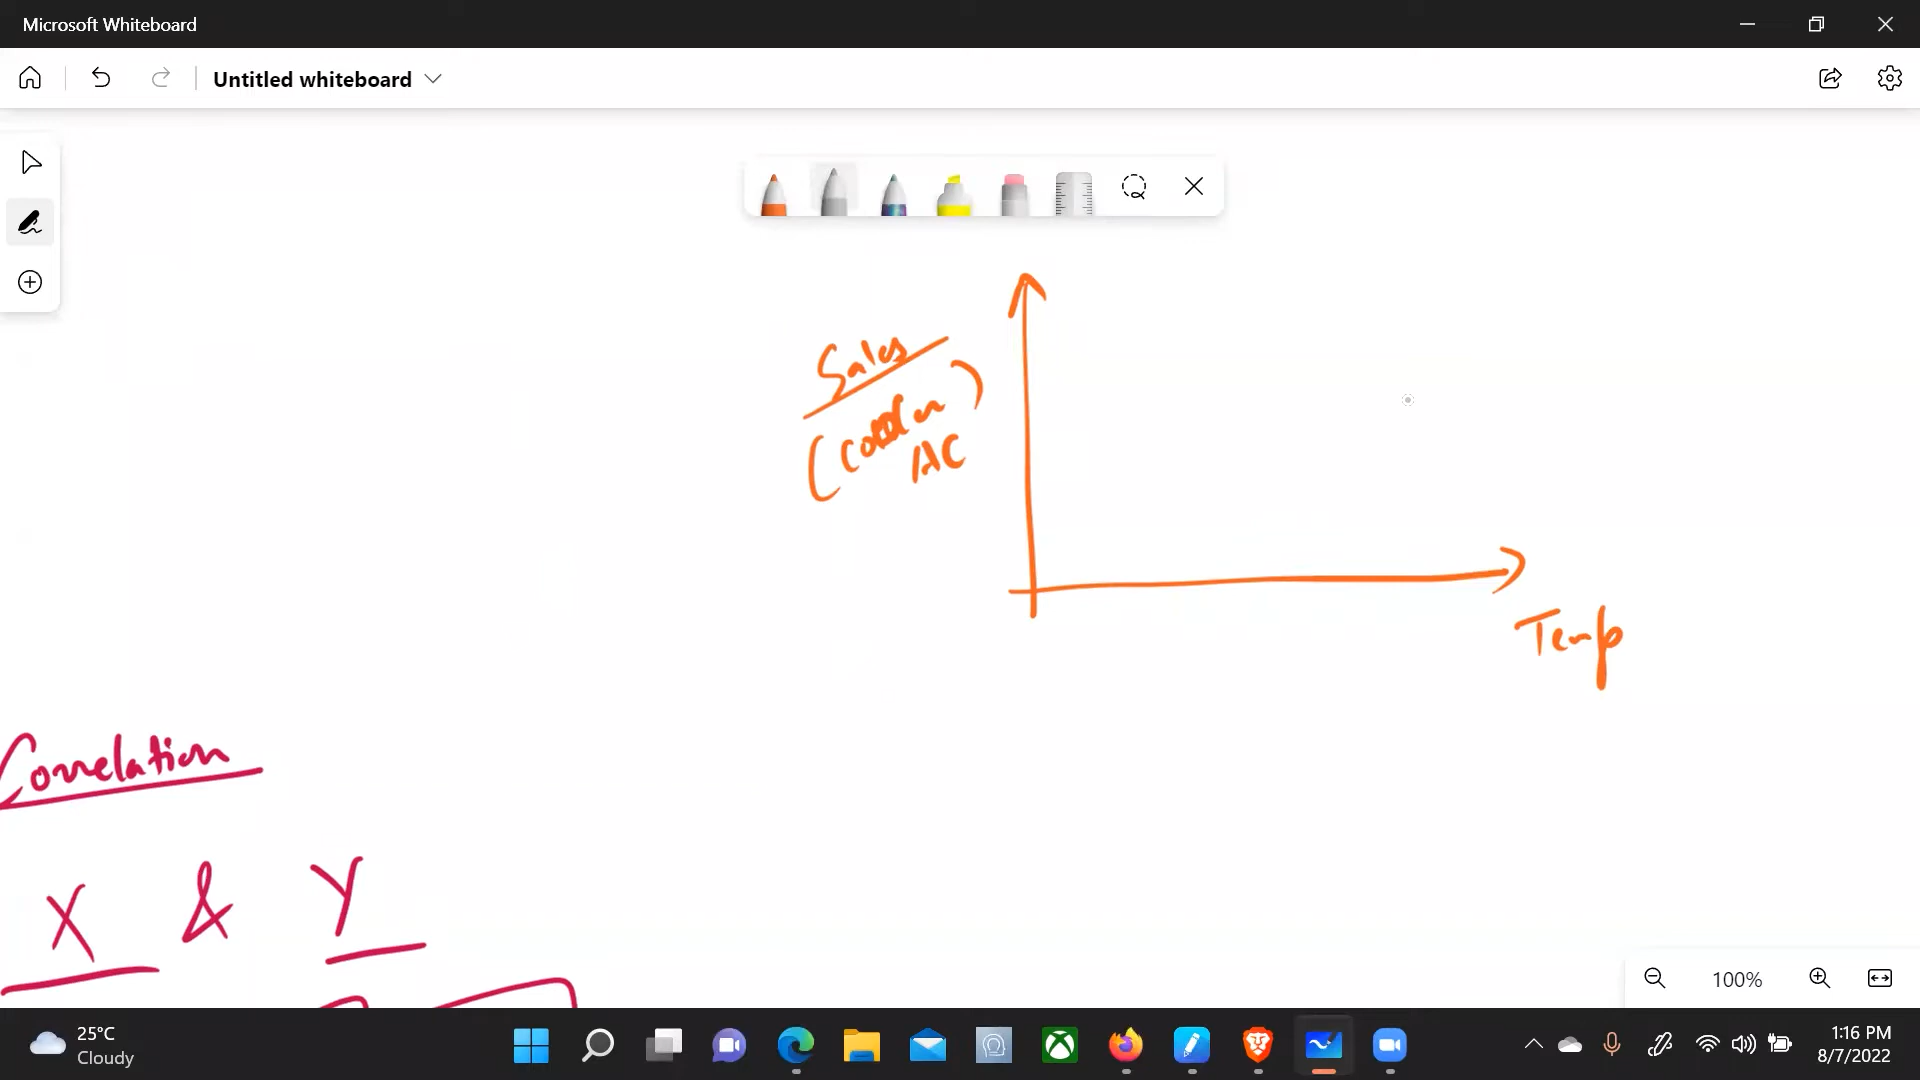 Microsoft Whiteboard
Untitled whiteboard
Sales
(
AC)
Temp
Correlation
X & Y
100%
25°C
Cloudy
1:16 PM
8/7/2022